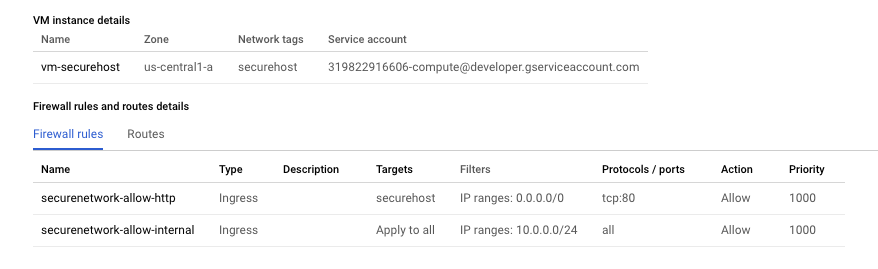 VM instance details
Name Zone Network tags Service account
vm-securehost us-central1-a securehost 319822916606-compute@developer.gserviceaccount.com
Firewall rules and routes details
Firewall rules Routes
Name Type Description Targets Filters Protocols / ports Action Priority
securenetwork-allow-http Ingress securehost IP ranges: 0.0.0.0/0 tcp:80 Allow 1000
securenetwork-allow-internal Ingress Apply to all IP ranges: 10.0.0.0/24 all Allow 1000